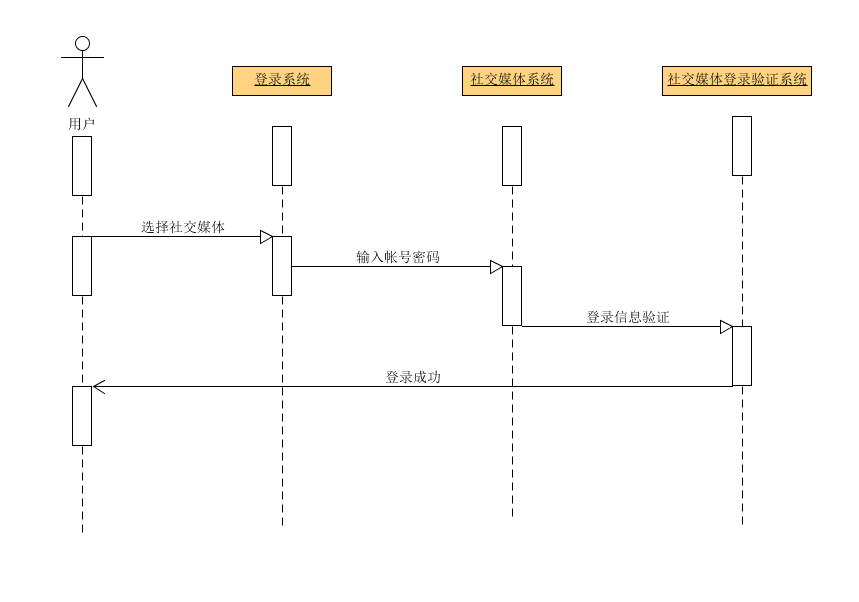 登录系统
社交媒体系统
社交媒体登录验证系统
用户
选择社交媒体
输入帐号密码
登录信息验证
登录成功